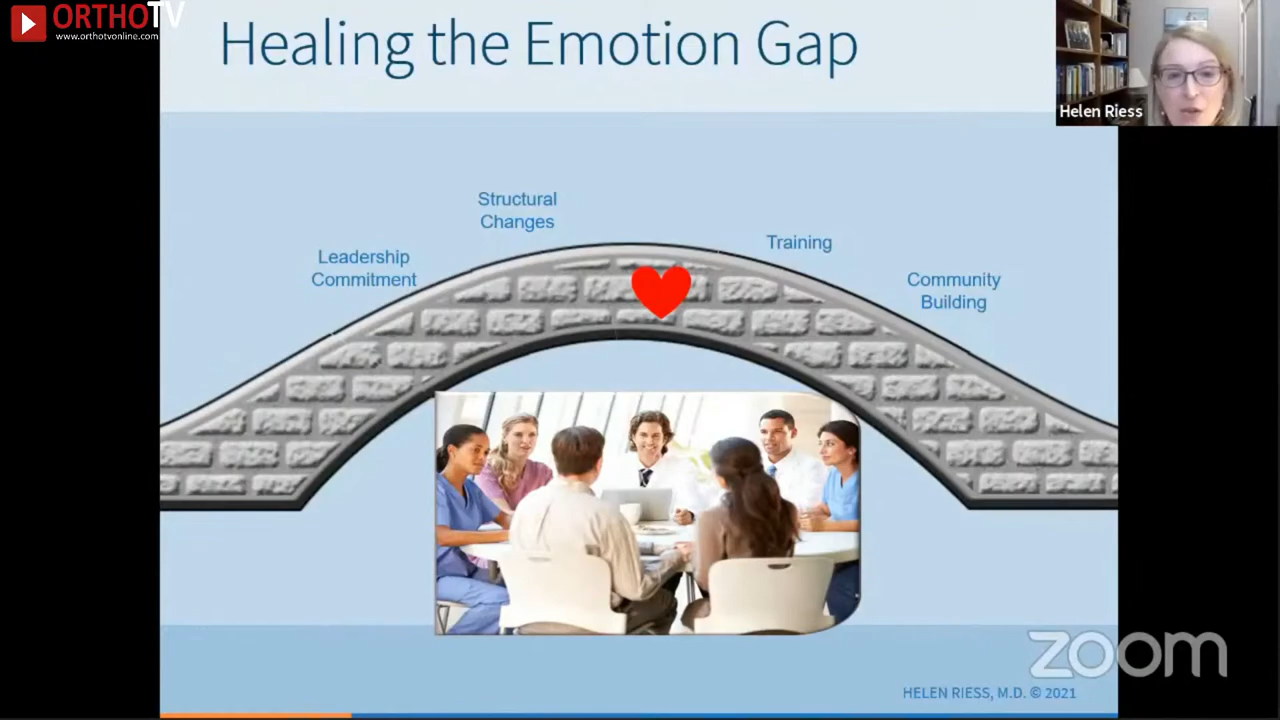 ORTHOTV
www.orthotvonline.com
Healing the Emotion Gap
Helen Riess
Structural
Changes
Leadership
Commitment
Training
Community
Building
zoom
HELEN RIESS, M.D. © 2021